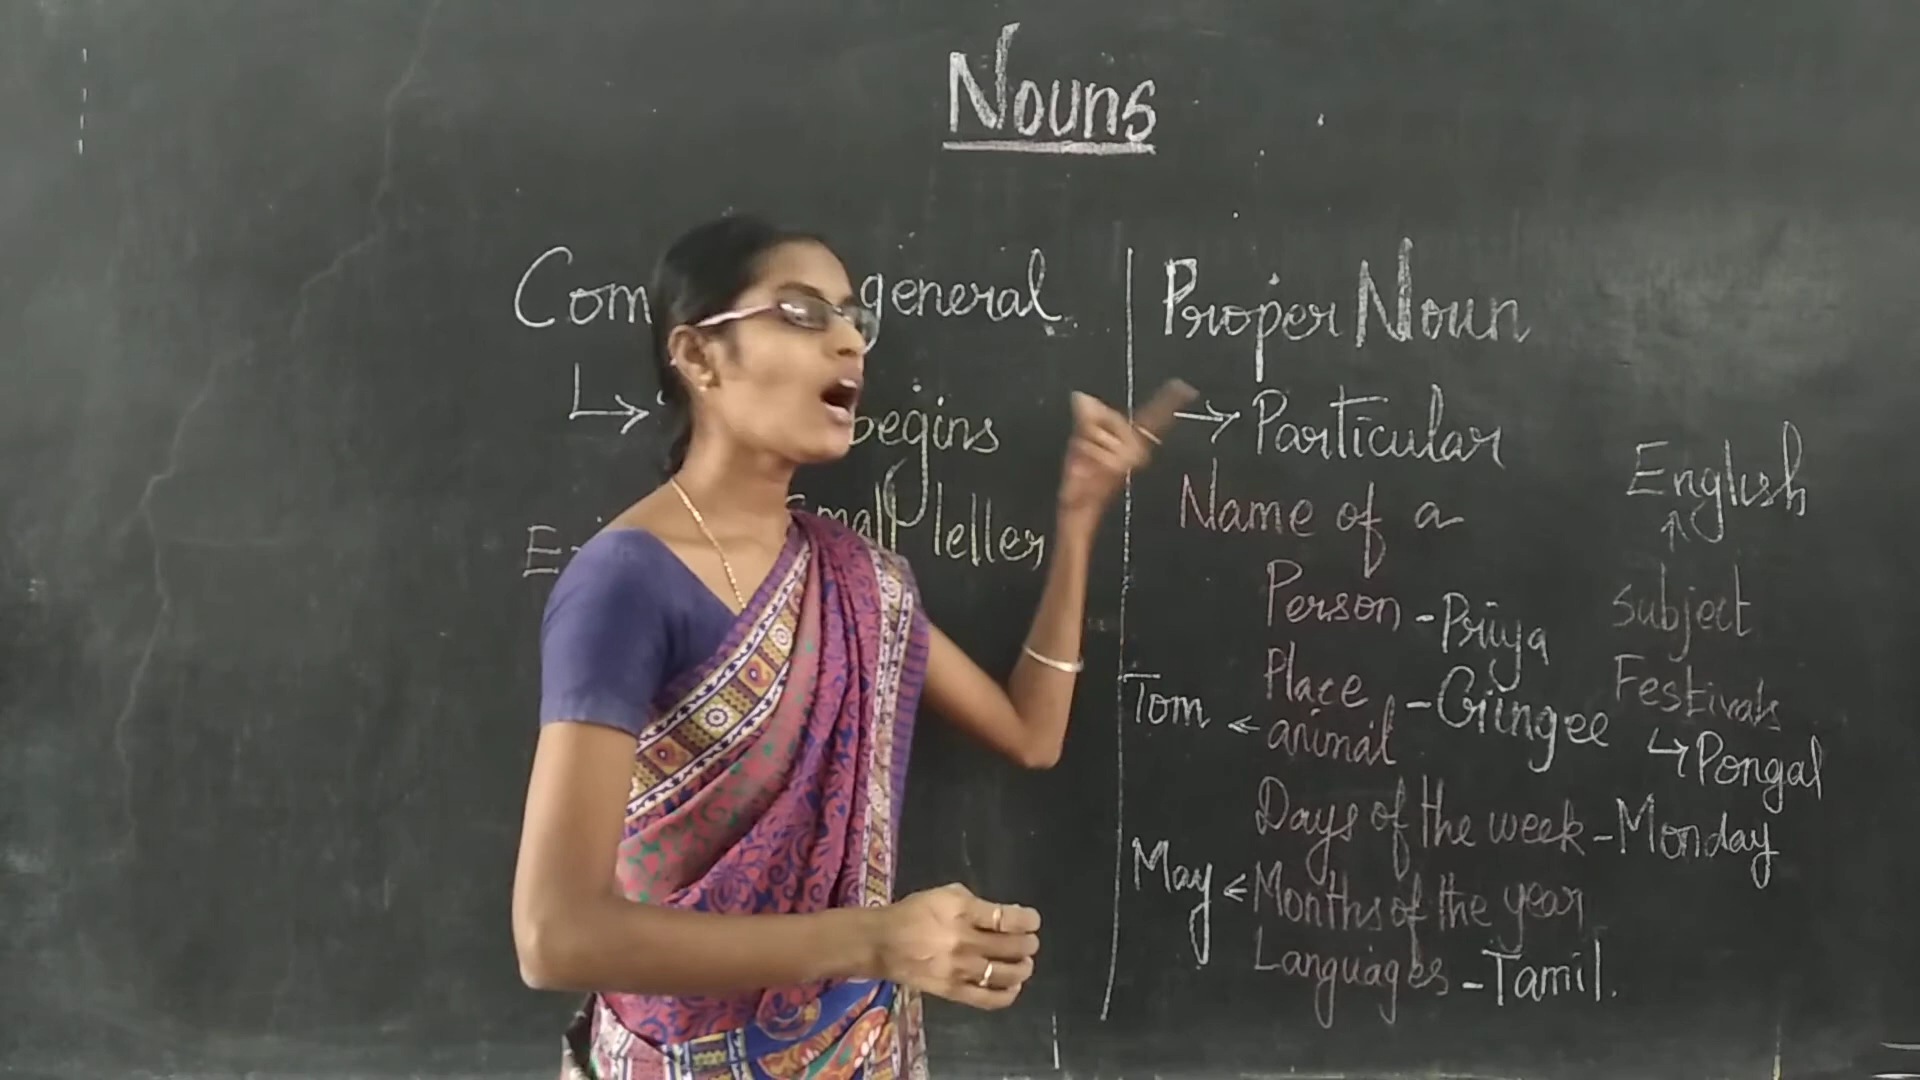 Nouns
Com general
begins
Small letter
Proper Noun
→ Particular
Name of a
Person - Priya
Place - Gingee
Tom < animal
Days of the week - Monday
May < Months of the year
Languages - Tamil.
English
↑
Subject
Festivals
↳ Pongal